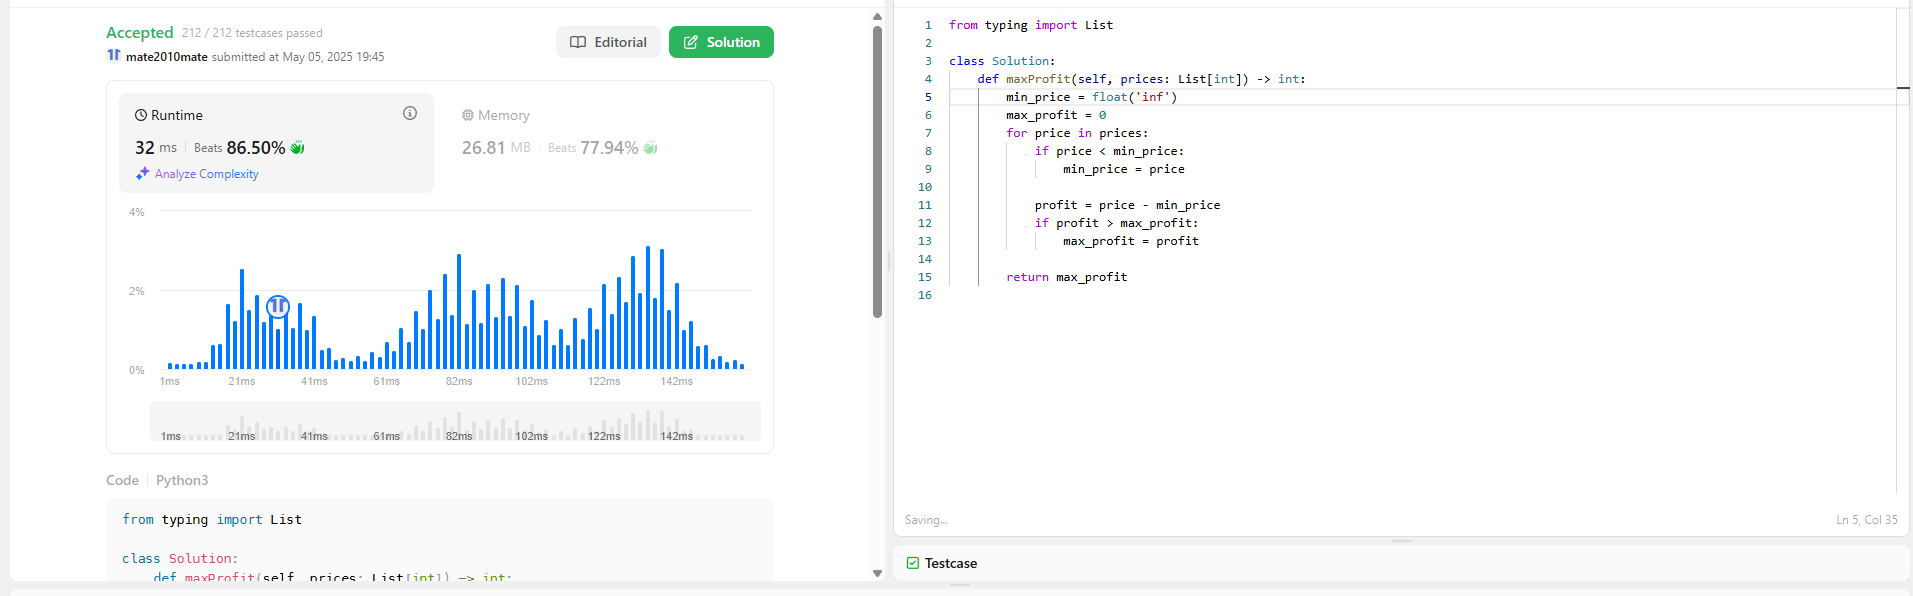 Accepted 212 / 212 testcases passed
mate2010mate submitted at May 05, 2025 19:45
Editorial
Solution
Runtime
32 ms Beats 86.50%
Analyze Complexity
Memory
26.81 MB Beats 77.94%
4%
2%
0%
1ms 21ms 41ms 61ms 82ms 102ms 122ms 142ms
1ms 21ms 41ms 61ms 82ms 102ms 122ms 142ms
Code Python3
from typing import List
class Solution:
    def maxProfit(self, prices: List[int]) -> int:
1 from typing import List
2
3 class Solution:
4     def maxProfit(self, prices: List[int]) -> int:
5         min_price = float('inf')
6         max_profit = 0
7         for price in prices:
8             if price < min_price:
9                 min_price = price
10
11             profit = price - min_price
12             if profit > max_profit:
13                 max_profit = profit
14
15         return max_profit
16
Saving...
Ln 5, Col 35
Testcase